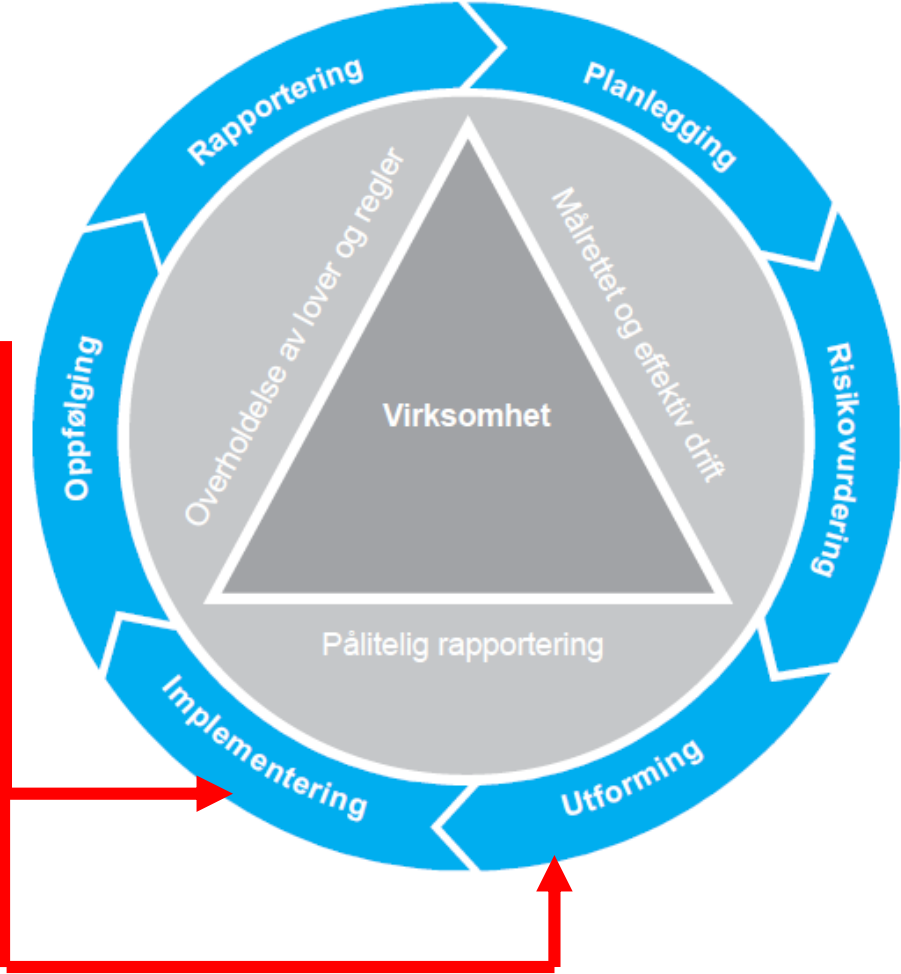 Rapportering
Planlegging
Risikovurdering
Utforming
Implementering
Oppfølging
Overholdelse av lover og regler
Målrettet og effektiv drift
Pålitelig rapportering
Virksomhet